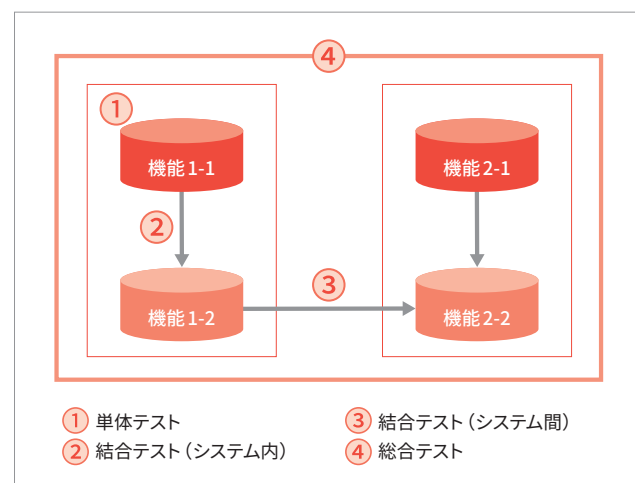 ④
①
機能1-1
機能2-1
②
③
機能1-2
機能2-2
① 単体テスト
② 結合テスト（システム内）
③ 結合テスト（システム間）
④ 総合テスト